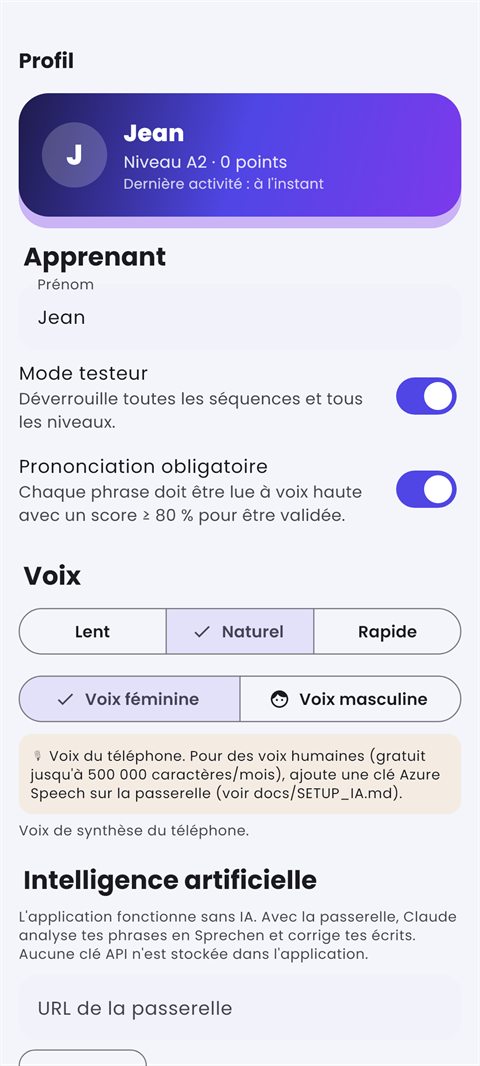 Profil
J
Jean
Niveau A2 · 0 points
Dernière activité : à l'instant
Apprenant
Prénom
Jean
Mode testeur
Déverrouille toutes les séquences et tous
les niveaux.
Prononciation obligatoire
Chaque phrase doit être lue à voix haute
avec un score ≥ 80 % pour être validée.
Voix
Lent
Naturel
Rapide
Voix féminine
Voix masculine
🎙 Voix du téléphone. Pour des voix humaines (gratuit
jusqu'à 500 000 caractères/mois), ajoute une clé Azure
Speech sur la passerelle (voir docs/SETUP_IA.md).
Voix de synthèse du téléphone.
Intelligence artificielle
L'application fonctionne sans IA. Avec la passerelle, Claude
analyse tes phrases en Sprechen et corrige tes écrits.
Aucune clé API n'est stockée dans l'application.
URL de la passerelle